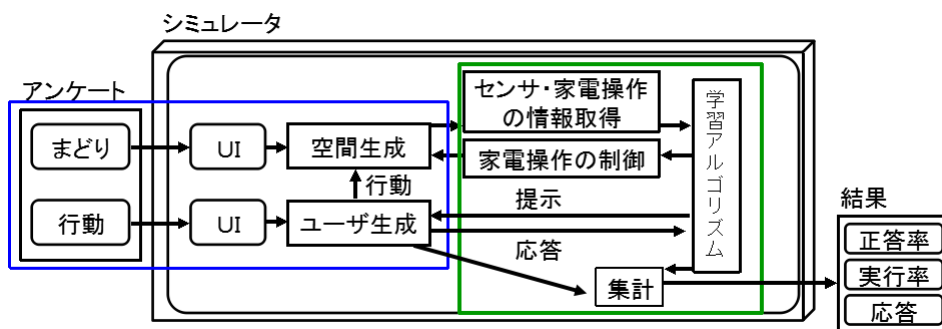 シミュレータ
アンケート
まどり
UI
空間生成
センサ・家電操作
の情報取得
家電操作の制御
学習アルゴリズム
行動
行動
UI
ユーザ生成
提示
応答
集計
結果
正答率
実行率
応答